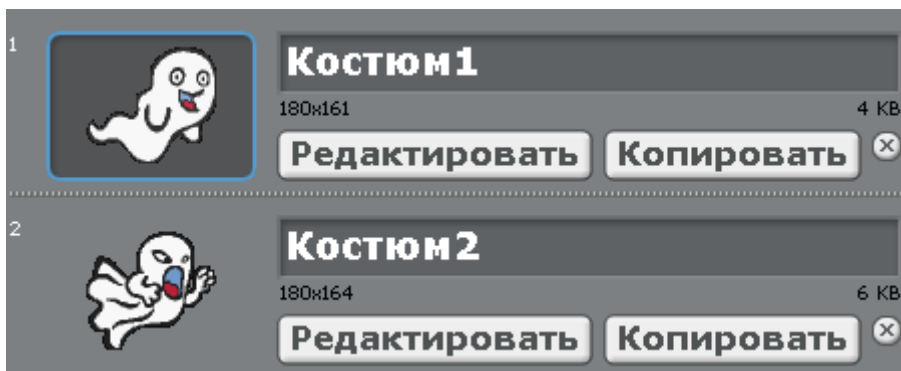 1
Костюм1
180x161 4 KB
Редактировать Копировать
2
Костюм2
180x164 6 KB
Редактировать Копировать